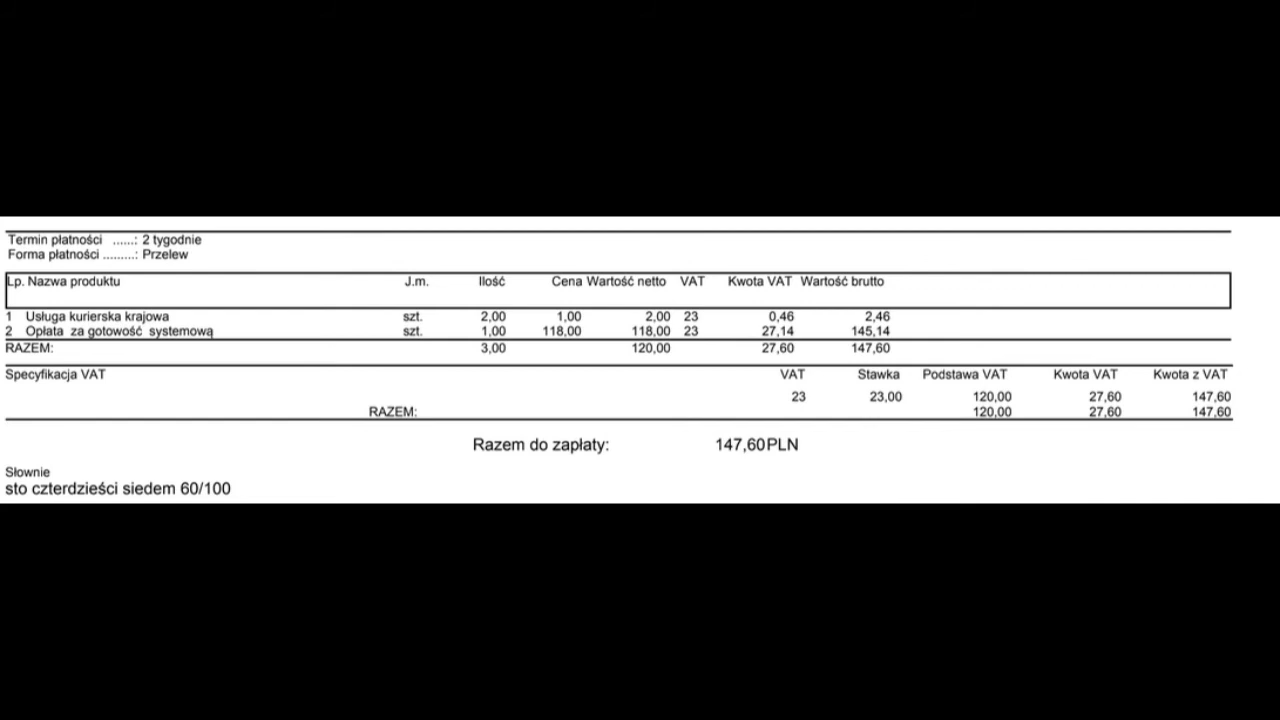 Termin płatności ......: 2 tygodnie
Forma płatności .........: Przelew
Lp. Nazwa produktu J.m. Ilość Cena Wartość netto VAT Kwota VAT Wartość brutto
1 Usługa kurierska krajowa szt. 2,00 1,00 2,00 23 0,46 2,46
2 Opłata za gotowość systemową szt. 1,00 118,00 118,00 23 27,14 145,14
RAZEM: 3,00 120,00 27,60 147,60
Specyfikacja VAT VAT Stawka Podstawa VAT Kwota VAT Kwota z VAT
23 23,00 120,00 27,60 147,60
RAZEM: 120,00 27,60 147,60
Razem do zapłaty: 147,60PLN
Słownie
sto czterdzieści siedem 60/100